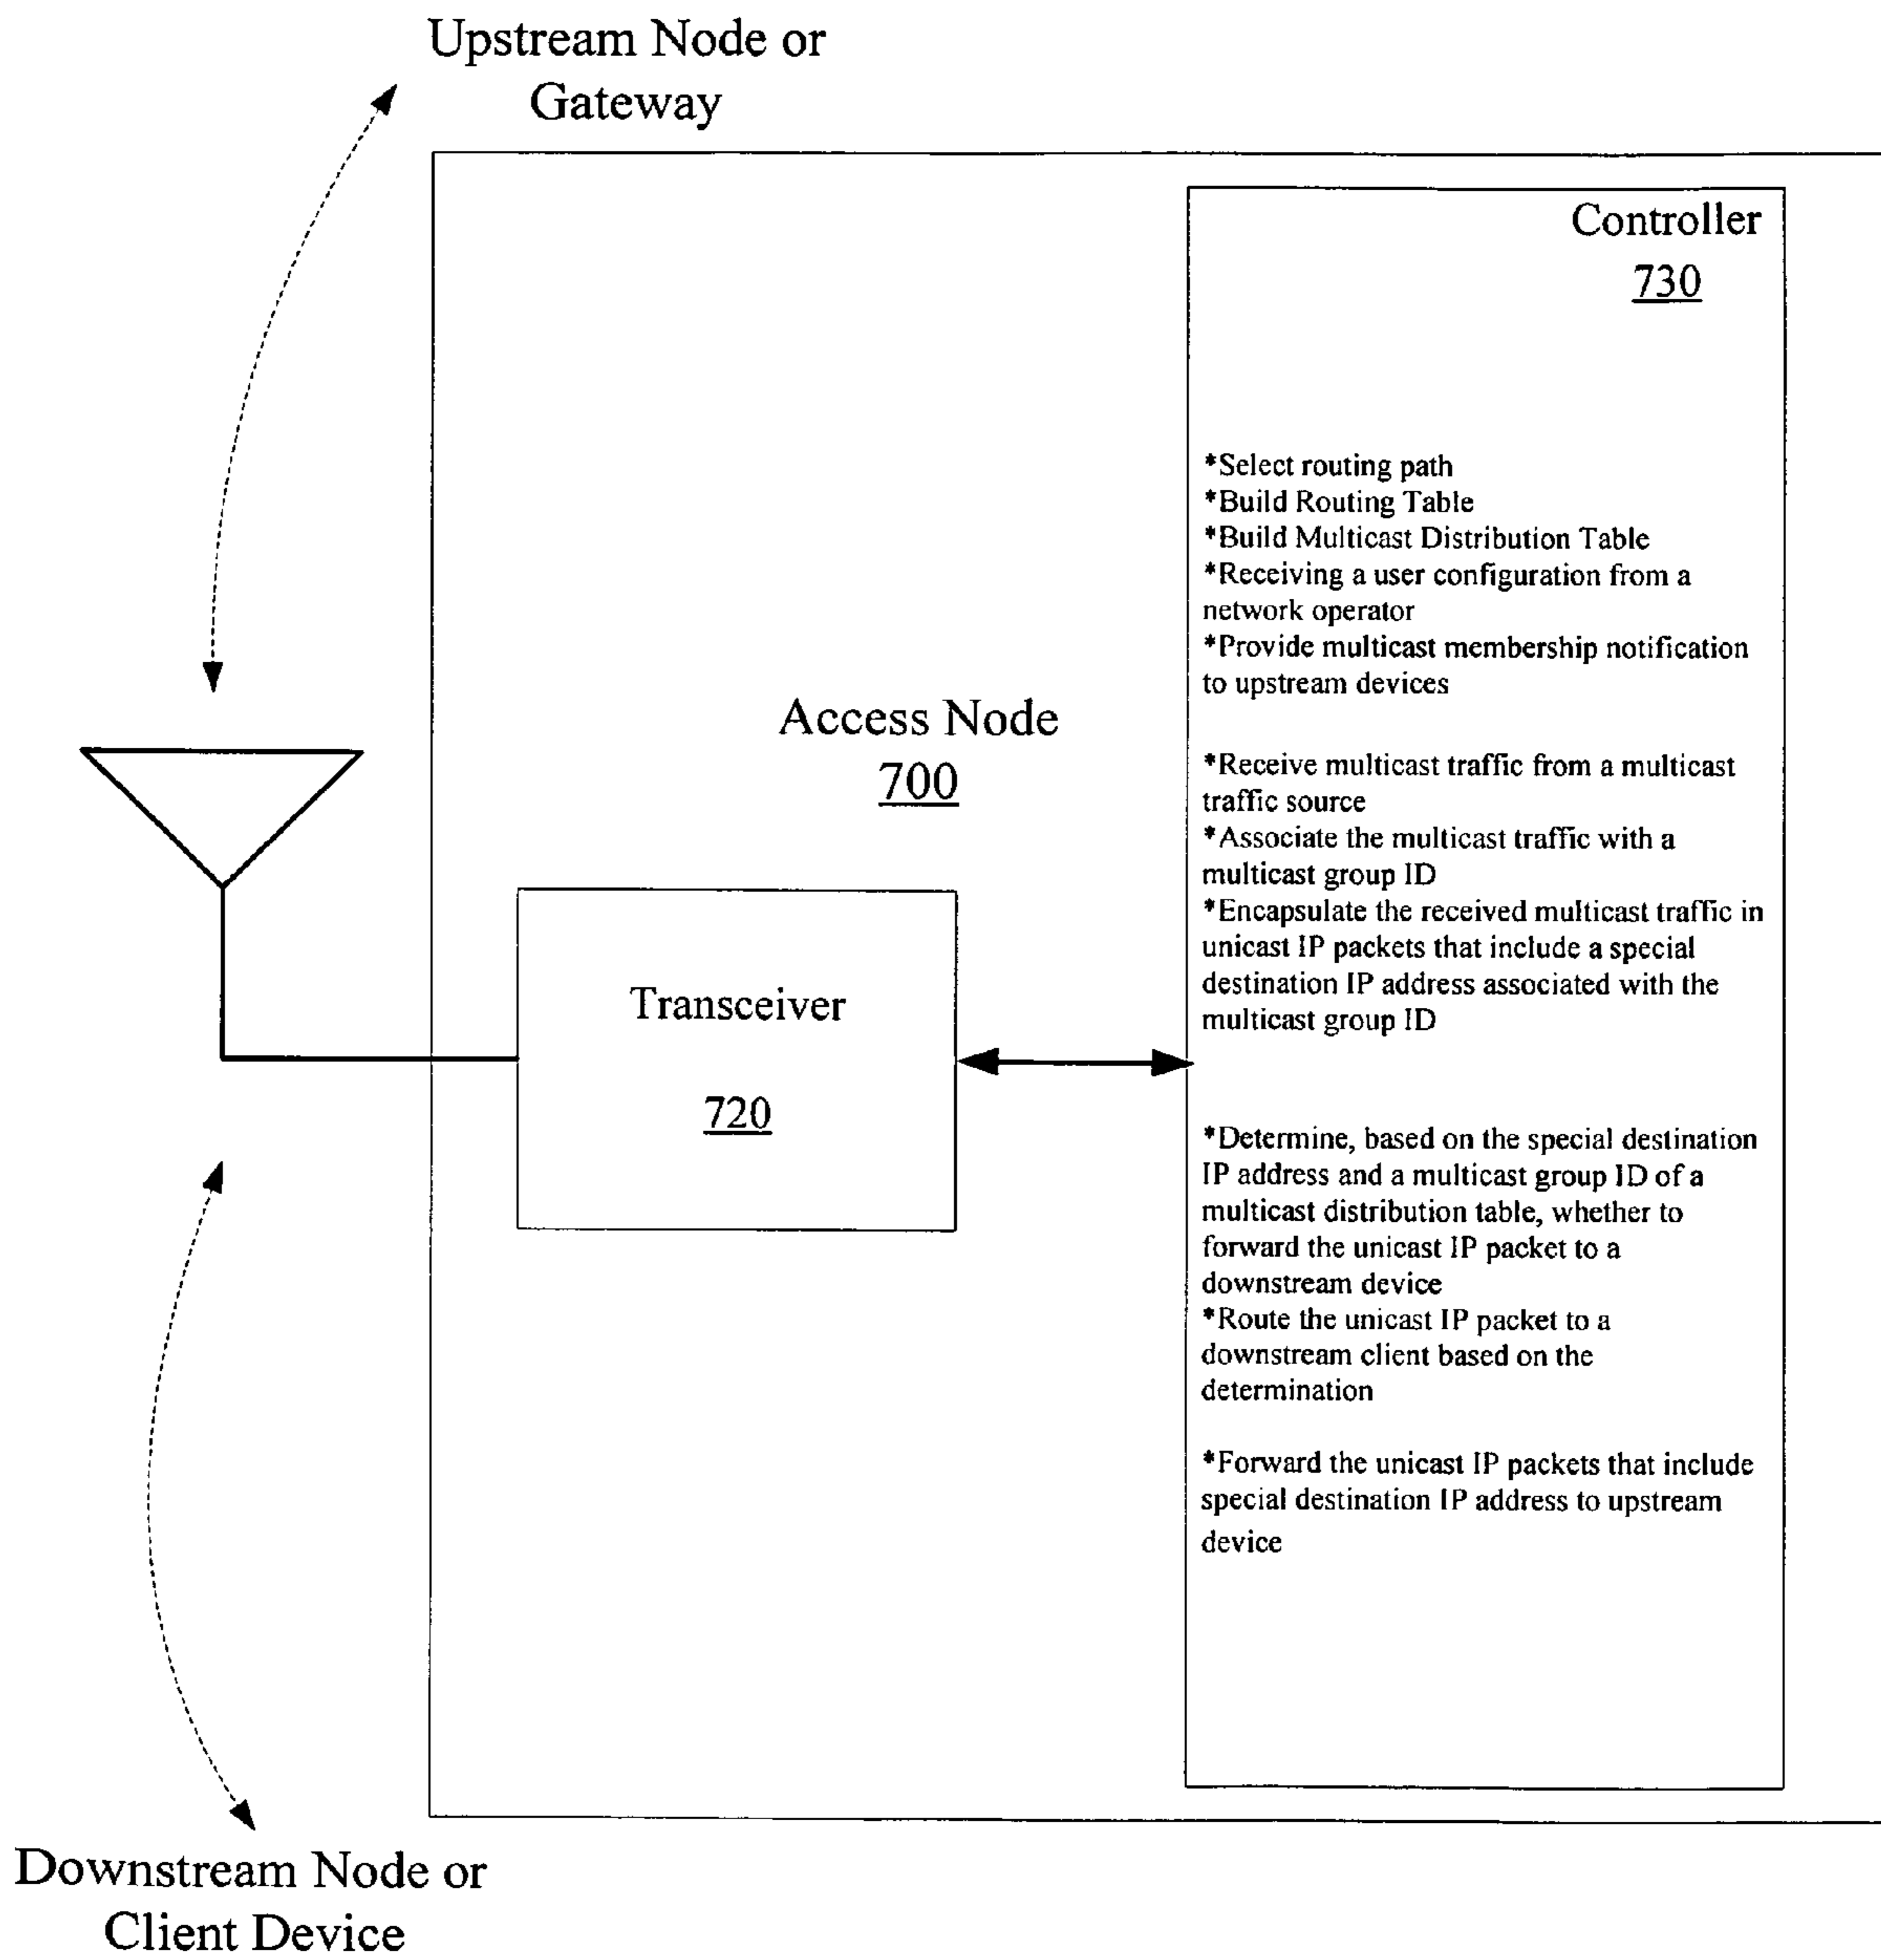 Upstream Node or
Gateway
Controller
730
*Select routing path
*Build Routing Table
*Build Multicast Distribution Table
*Receiving a user configuration from a
network operator
*Provide multicast membership notification
to upstream devices
Access Node
700
*Receive multicast traffic from a multicast
traffic source
*Associate the multicast traffic with a
multicast group ID
*Encapsulate the received multicast traffic in
unicast IP packets that include a special
destination IP address associated with the
multicast group ID
Transceiver
720
*Determine, based on the special destination
IP address and a multicast group ID of a
multicast distribution table, whether to
forward the unicast IP packet to a
downstream device
*Route the unicast IP packet to a
downstream client based on the
determination
*Forward the unicast IP packets that include
special destination IP address to upstream
device
Downstream Node or
Client Device